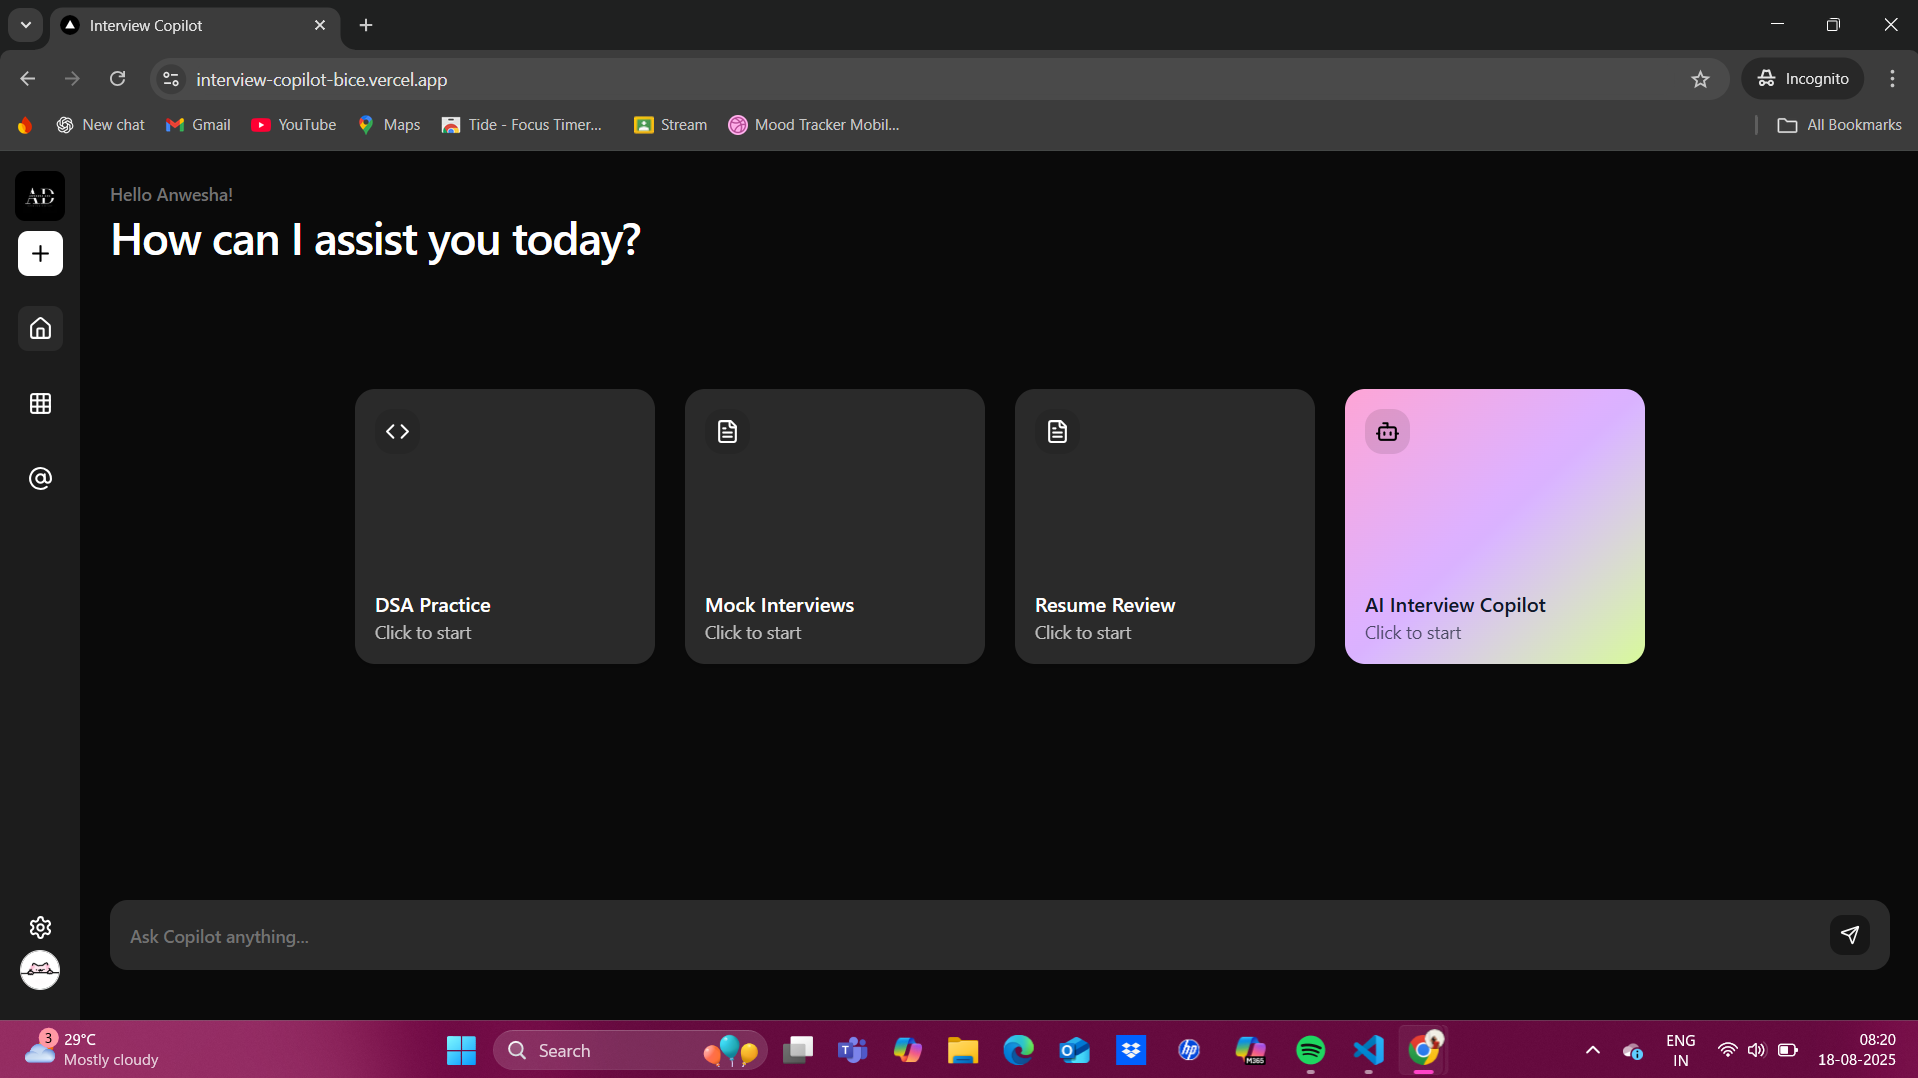 Interview Copilot
interview-copilot-bice.vercel.app
Incognito
New chat
Gmail
YouTube
Maps
Tide - Focus Timer...
Stream
Mood Tracker Mobil...
All Bookmarks
AD
Hello Anwesha!
How can I assist you today?
DSA Practice
Click to start
Mock Interviews
Click to start
Resume Review
Click to start
AI Interview Copilot
Click to start
Ask Copilot anything...
3
29°C
Mostly cloudy
Search
T
hp
M365
ENG
IN
08:20
18-08-2025